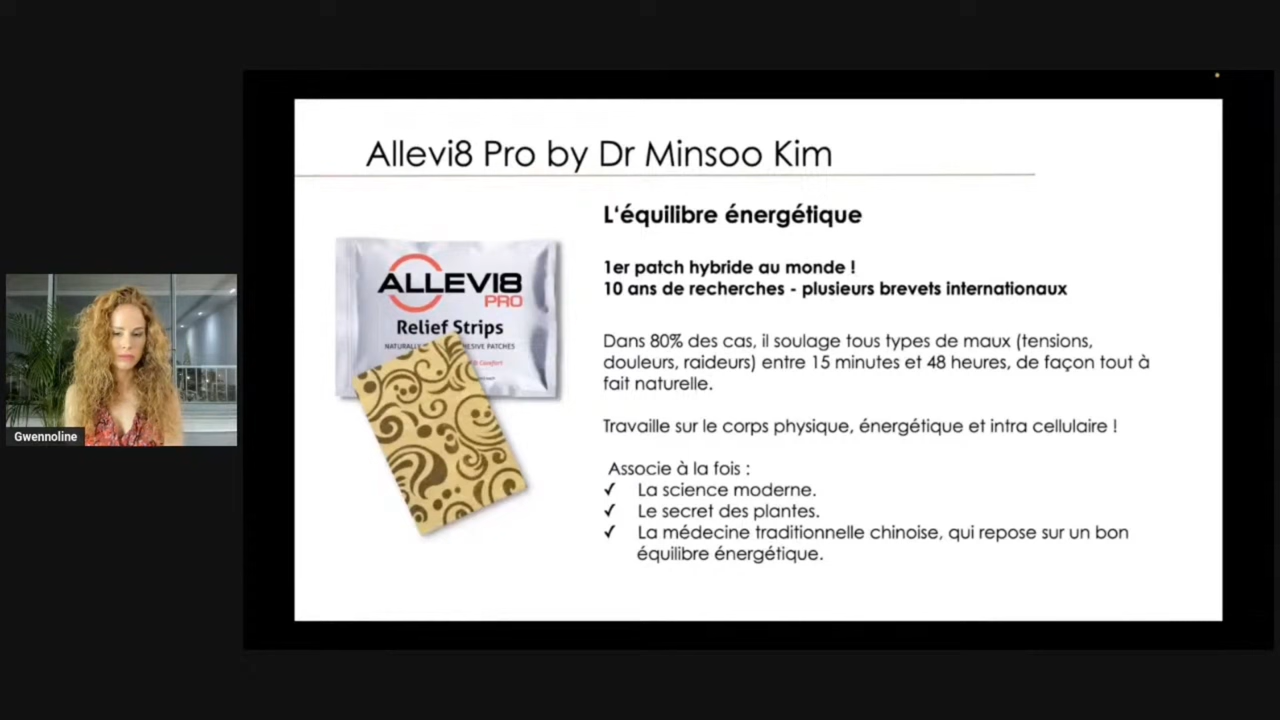 Allevi8 Pro by Dr Minsoo Kim
L'équilibre énergétique
1er patch hybride au monde !
10 ans de recherches - plusieurs brevets internationaux
Dans 80% des cas, il soulage tous types de maux (tensions,
douleurs, raideurs) entre 15 minutes et 48 heures, de façon tout à
fait naturelle.
Travaille sur le corps physique, énergétique et intra cellulaire !
Associe à la fois :
✓ La science moderne.
✓ Le secret des plantes.
✓ La médecine traditionnelle chinoise, qui repose sur un bon
équilibre énergétique.
ALLEVI8
PRO
Relief Strips
PATCHES
Comfort
Gwennoline